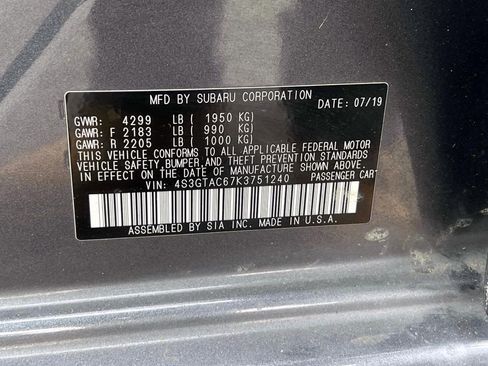 MFD BY SUBARU CORPORATION
DATE: 07/19
GVWR: 4299 LB ( 1950 KG)
GAWR: F 2183 LB ( 990 KG)
GAWR: R 2205 LB ( 1000 KG)
THIS VEHICLE CONFORMS TO ALL APPLICABLE FEDERAL MOTOR
VEHICLE SAFETY, BUMPER, AND THEFT PREVENTION STANDARDS
IN EFFECT ON THE DATE OF MANUFACTURE SHOWN ABOVE.
VIN: 4S3GTAC67K3751240 PASSENGER CAR
ASSEMBLED BY SIA INC. MADE IN U.S.A.